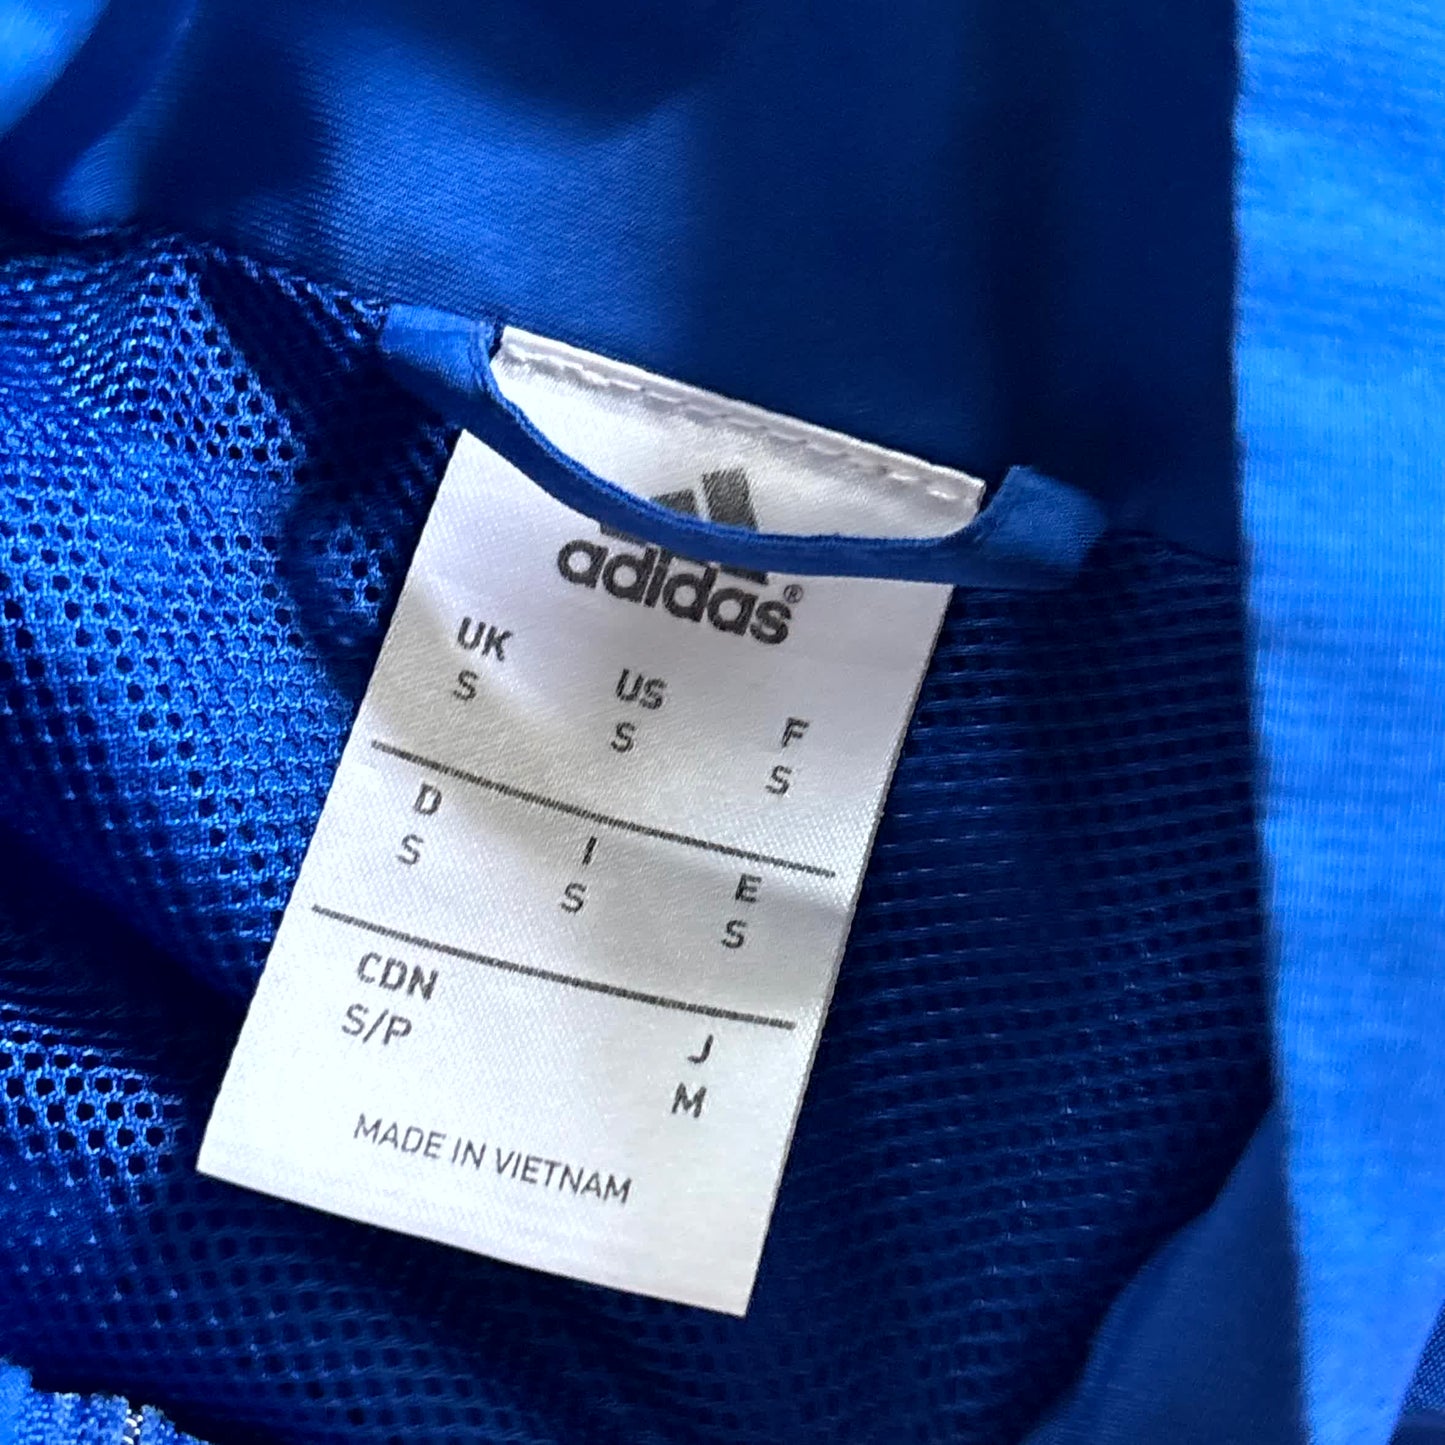 adidas®
UK US F
S S S
D I E
S S S
CDN J
S/P M
MADE IN VIETNAM